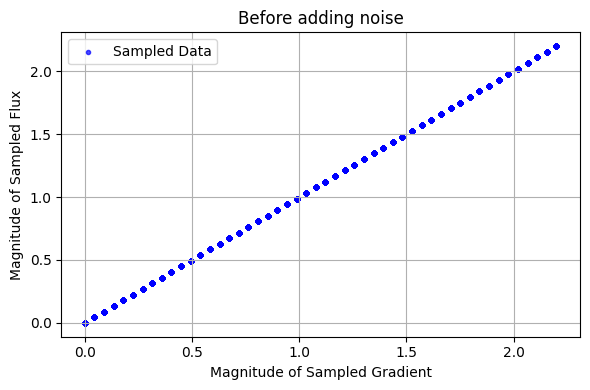 Before adding noise
Sampled Data
Magnitude of Sampled Flux
2.0
1.5
1.0
0.5
0.0
0.0 0.5 1.0 1.5 2.0
Magnitude of Sampled Gradient